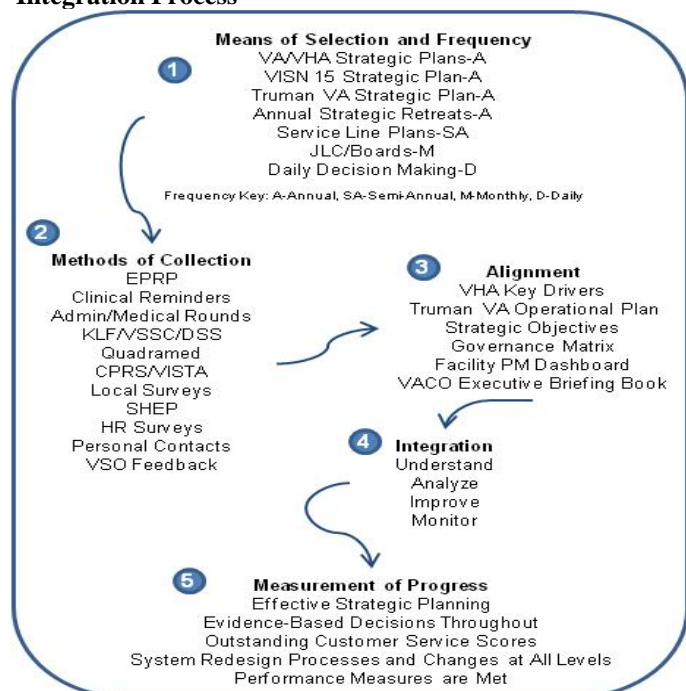 Integration Process
1
Means of Selection and Frequency
VA/VHA Strategic Plans-A
VISN 15 Strategic Plan-A
Truman VA Strategic Plan-A
Annual Strategic Retreats-A
Service Line Plans-SA
JLC/Boards-M
Daily Decision Making-D
Frequency Key: A-Annual, SA-Semi-Annual, M-Monthly, D-Daily
2
Methods of Collection
EPRP
Clinical Reminders
Admin/Medical Rounds
KLF/VSSC/DSS
Quadramed
CPRS/VISTA
Local Surveys
SHEP
HR Surveys
Personal Contacts
VSO Feedback
3
Alignment
VHA Key Drivers
Truman VA Operational Plan
Strategic Objectives
Governance Matrix
Facility PM Dashboard
VACO Executive Briefing Book
4
Integration
Understand
Analyze
Improve
Monitor
5
Measurement of Progress
Effective Strategic Planning
Evidence-Based Decisions Throughout
Outstanding Customer Service Scores
System Redesign Processes and Changes at All Levels
Performance Measures are Met